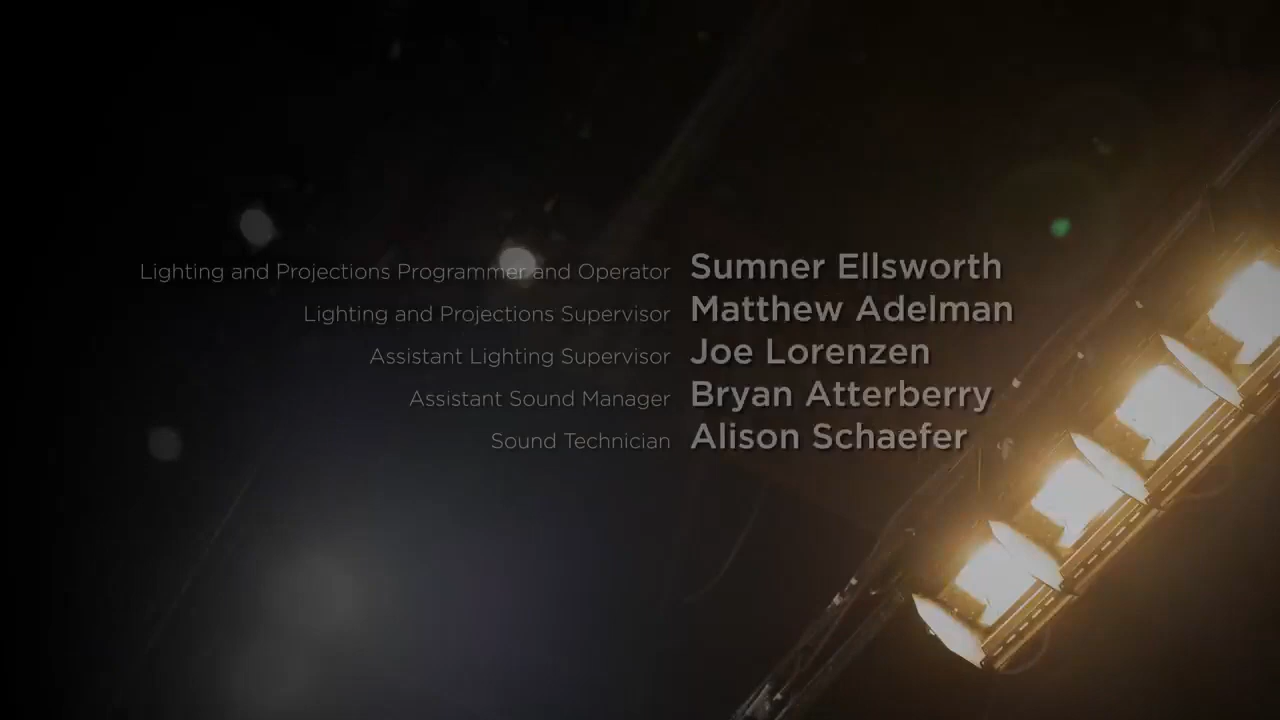 Lighting and Projections Programmer and Operator Sumner Ellsworth
Lighting and Projections Supervisor Matthew Adelman
Assistant Lighting Supervisor Joe Lorenzen
Assistant Sound Manager Bryan Atterberry
Sound Technician Alison Schaefer